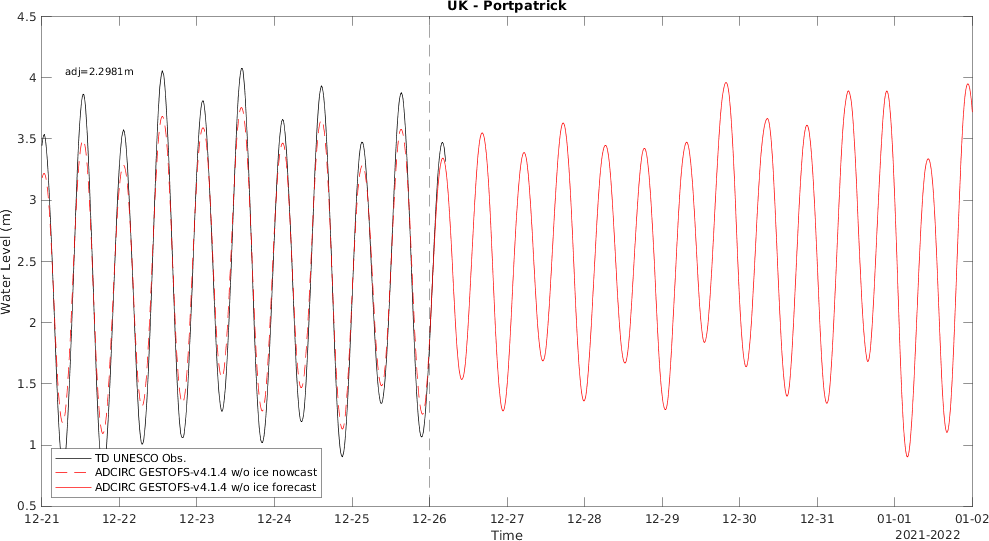 UK - Portpatrick
4.5
4
3.5
3
2.5
2
1.5
1
0.5
Water Level (m)
adj=2.2981m
TD UNESCO Obs.
ADCIRC GESTOFS-v4.1.4 w/o ice nowcast
ADCIRC GESTOFS-v4.1.4 w/o ice forecast
12-21 12-22 12-23 12-24 12-25 12-26 12-27 12-28 12-29 12-30 12-31 01-01 01-02
Time
2021-2022